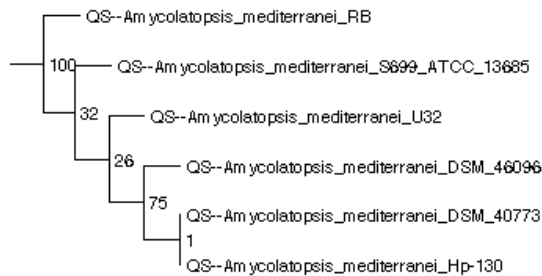 QS--Amycolatopsis_mediterranei_RB
100
QS--Amycolatopsis_mediterranei_S699_ATCC_13685
32
QS--Amycolatopsis_mediterranei_U32
26
QS--Amycolatopsis_mediterranei_DSM_46096
75
QS--Amycolatopsis_mediterranei_DSM_40773
1
QS--Amycolatopsis_mediterranei_Hp-130